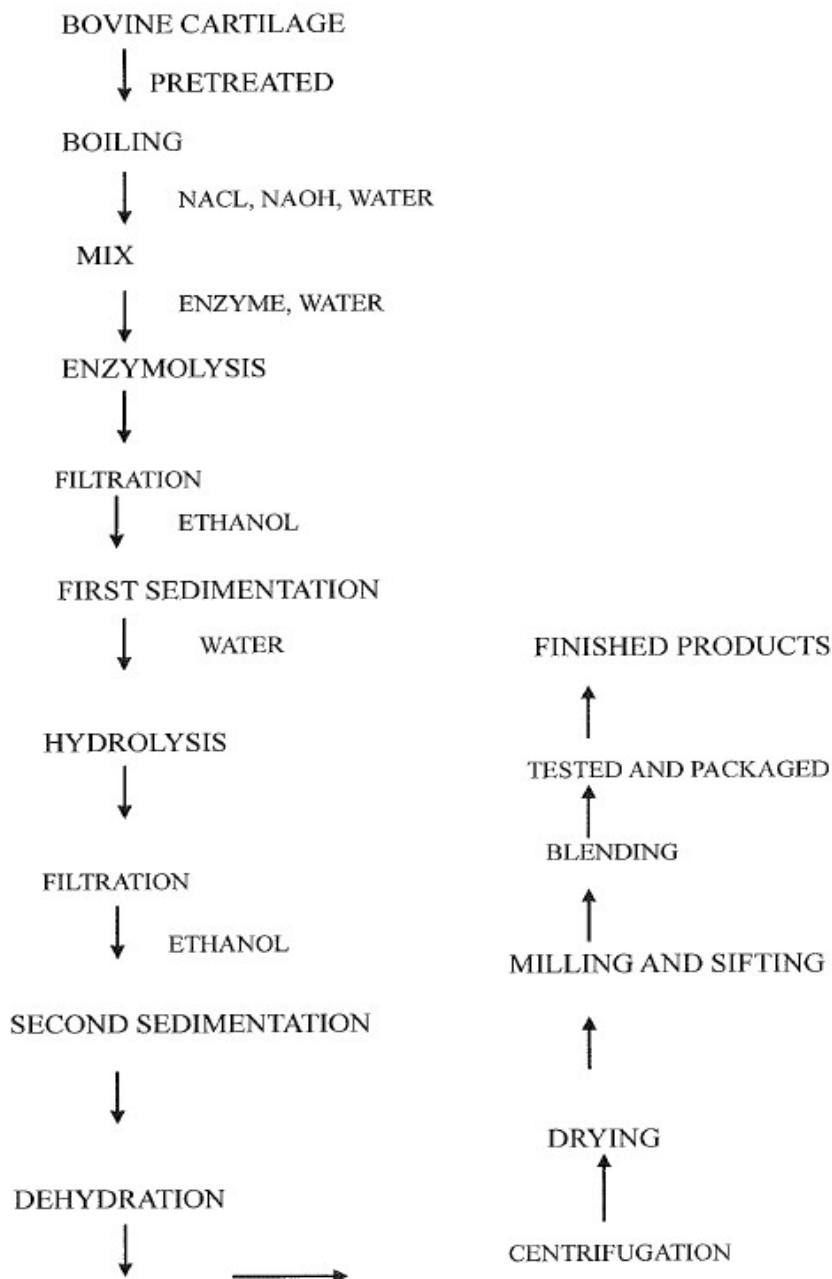 BOVINE CARTILAGE
PRETREATED
BOILING
NACL, NAOH, WATER
MIX
ENZYME, WATER
ENZYMOLYSIS
FILTRATION
ETHANOL
FIRST SEDIMENTATION
WATER
HYDROLYSIS
FILTRATION
ETHANOL
SECOND SEDIMENTATION
DEHYDRATION
CENTRIFUGATION
DRYING
MILLING AND SIFTING
BLENDING
TESTED AND PACKAGED
FINISHED PRODUCTS